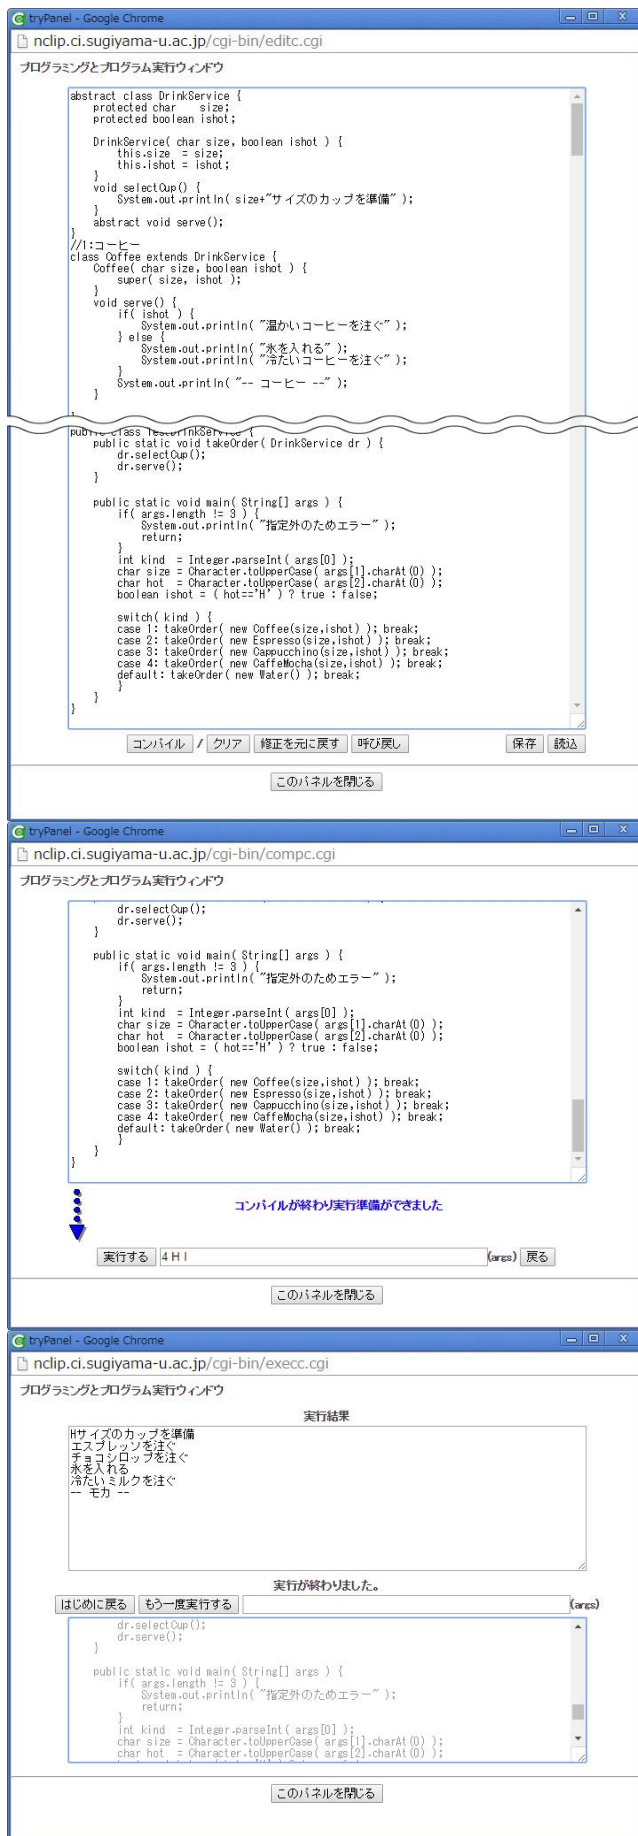 tryPanel - Google Chrome
nclip.ci.sugiyama-u.ac.jp/cgi-bin/editc.cgi
プログラミングとプログラム実行ウィンドウ
abstract class DrinkService {
    protected char    size;
    protected boolean ishot;

    DrinkService( char size, boolean ishot ) {
        this.size  = size;
        this.ishot = ishot;
    }
    void selectCup() {
        System.out.println( size+"サイズのカップを準備" );
    }
    abstract void serve();
}
//1:コーヒー
class Coffee extends DrinkService {
    Coffee( char size, boolean ishot ) {
        super( size, ishot );
    }
    void serve() {
        if( ishot ) {
            System.out.println( "温かいコーヒーを注ぐ" );
        } else {
            System.out.println( "氷を入れる" );
            System.out.println( "冷たいコーヒーを注ぐ" );
        }
        System.out.println( "-- コーヒー --" );
    }
}
public class TestDrinkService {
    public static void takeOrder( DrinkService dr ) {
        dr.selectCup();
        dr.serve();
    }

    public static void main( String[] args ) {
        if( args.length != 3 ) {
            System.out.println( "指定外のためエラー" );
            return;
        }
        int kind  = Integer.parseInt( args[0] );
        char size = Character.toUpperCase( args[1].charAt(0) );
        char hot  = Character.toUpperCase( args[2].charAt(0) );
        boolean ishot = ( hot=='H' ) ? true : false;

        switch( kind ) {
        case 1: takeOrder( new Coffee(size,ishot) ); break;
        case 2: takeOrder( new Espresso(size,ishot) ); break;
        case 3: takeOrder( new Cappucchino(size,ishot) ); break;
        case 4: takeOrder( new CaffeMocha(size,ishot) ); break;
        default: takeOrder( new Water() ); break;
        }
    }
}
コンパイル / クリア 修正を元に戻す 呼び戻し 保存 読込
このパネルを閉じる
tryPanel - Google Chrome
nclip.ci.sugiyama-u.ac.jp/cgi-bin/compc.cgi
プログラミングとプログラム実行ウィンドウ
        dr.selectCup();
        dr.serve();
    }

    public static void main( String[] args ) {
        if( args.length != 3 ) {
            System.out.println( "指定外のためエラー" );
            return;
        }
        int kind  = Integer.parseInt( args[0] );
        char size = Character.toUpperCase( args[1].charAt(0) );
        char hot  = Character.toUpperCase( args[2].charAt(0) );
        boolean ishot = ( hot=='H' ) ? true : false;

        switch( kind ) {
        case 1: takeOrder( new Coffee(size,ishot) ); break;
        case 2: takeOrder( new Espresso(size,ishot) ); break;
        case 3: takeOrder( new Cappucchino(size,ishot) ); break;
        case 4: takeOrder( new CaffeMocha(size,ishot) ); break;
        default: takeOrder( new Water() ); break;
        }
    }
}
コンパイルが終わり実行準備ができました
実行する 4 H I (args) 戻る
このパネルを閉じる
tryPanel - Google Chrome
nclip.ci.sugiyama-u.ac.jp/cgi-bin/execc.cgi
プログラミングとプログラム実行ウィンドウ
実行結果
Hサイズのカップを準備
エスプレッソを注ぐ
チョコシロップを注ぐ
氷を入れる
冷たいミルクを注ぐ
-- モカ --
実行が終わりました。
はじめに戻る もう一度実行する (args)
        dr.selectCup();
        dr.serve();
    }

    public static void main( String[] args ) {
        if( args.length != 3 ) {
            System.out.println( "指定外のためエラー" );
            return;
        }
        int kind  = Integer.parseInt( args[0] );
        char size = Character.toUpperCase( args[1].charAt(0) );
        char hot  = Character.toUpperCase( args[2].charAt(0) );
このパネルを閉じる